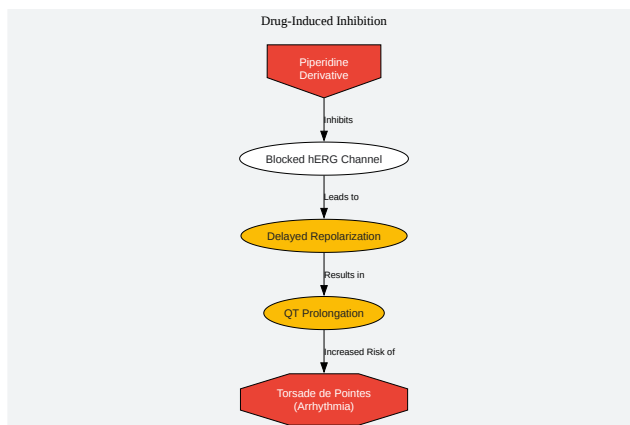 Drug-Induced Inhibition
Piperidine
Derivative
Inhibits
Blocked hERG Channel
Leads to
Delayed Repolarization
Results in
QT Prolongation
Increased Risk of
Torsade de Pointes
(Arrhythmia)